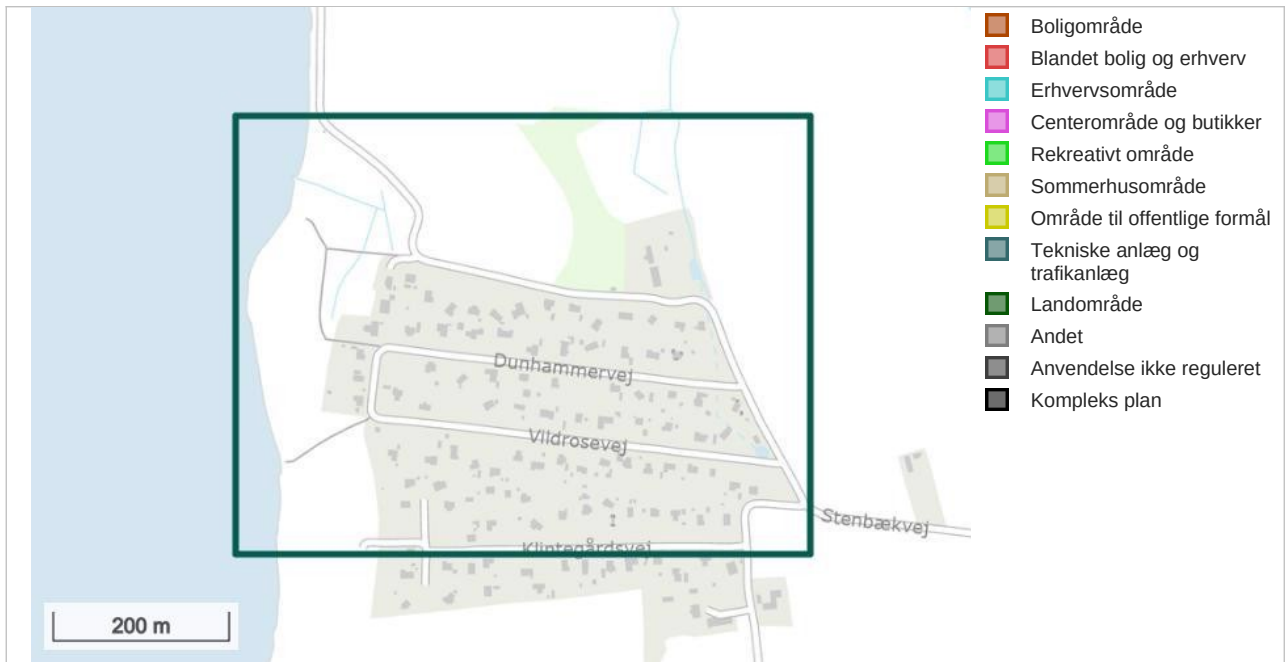 Boligområde
Blandet bolig og erhverv
Erhvervsområde
Centerområde og butikker
Rekreativt område
Sommerhusområde
Område til offentlige formål
Tekniske anlæg og
trafikanlæg
Landområde
Andet
Anvendelse ikke reguleret
Kompleks plan
Dunhammervej
Vildrosevej
Stenbækvej
Klintegårdsvej
200 m